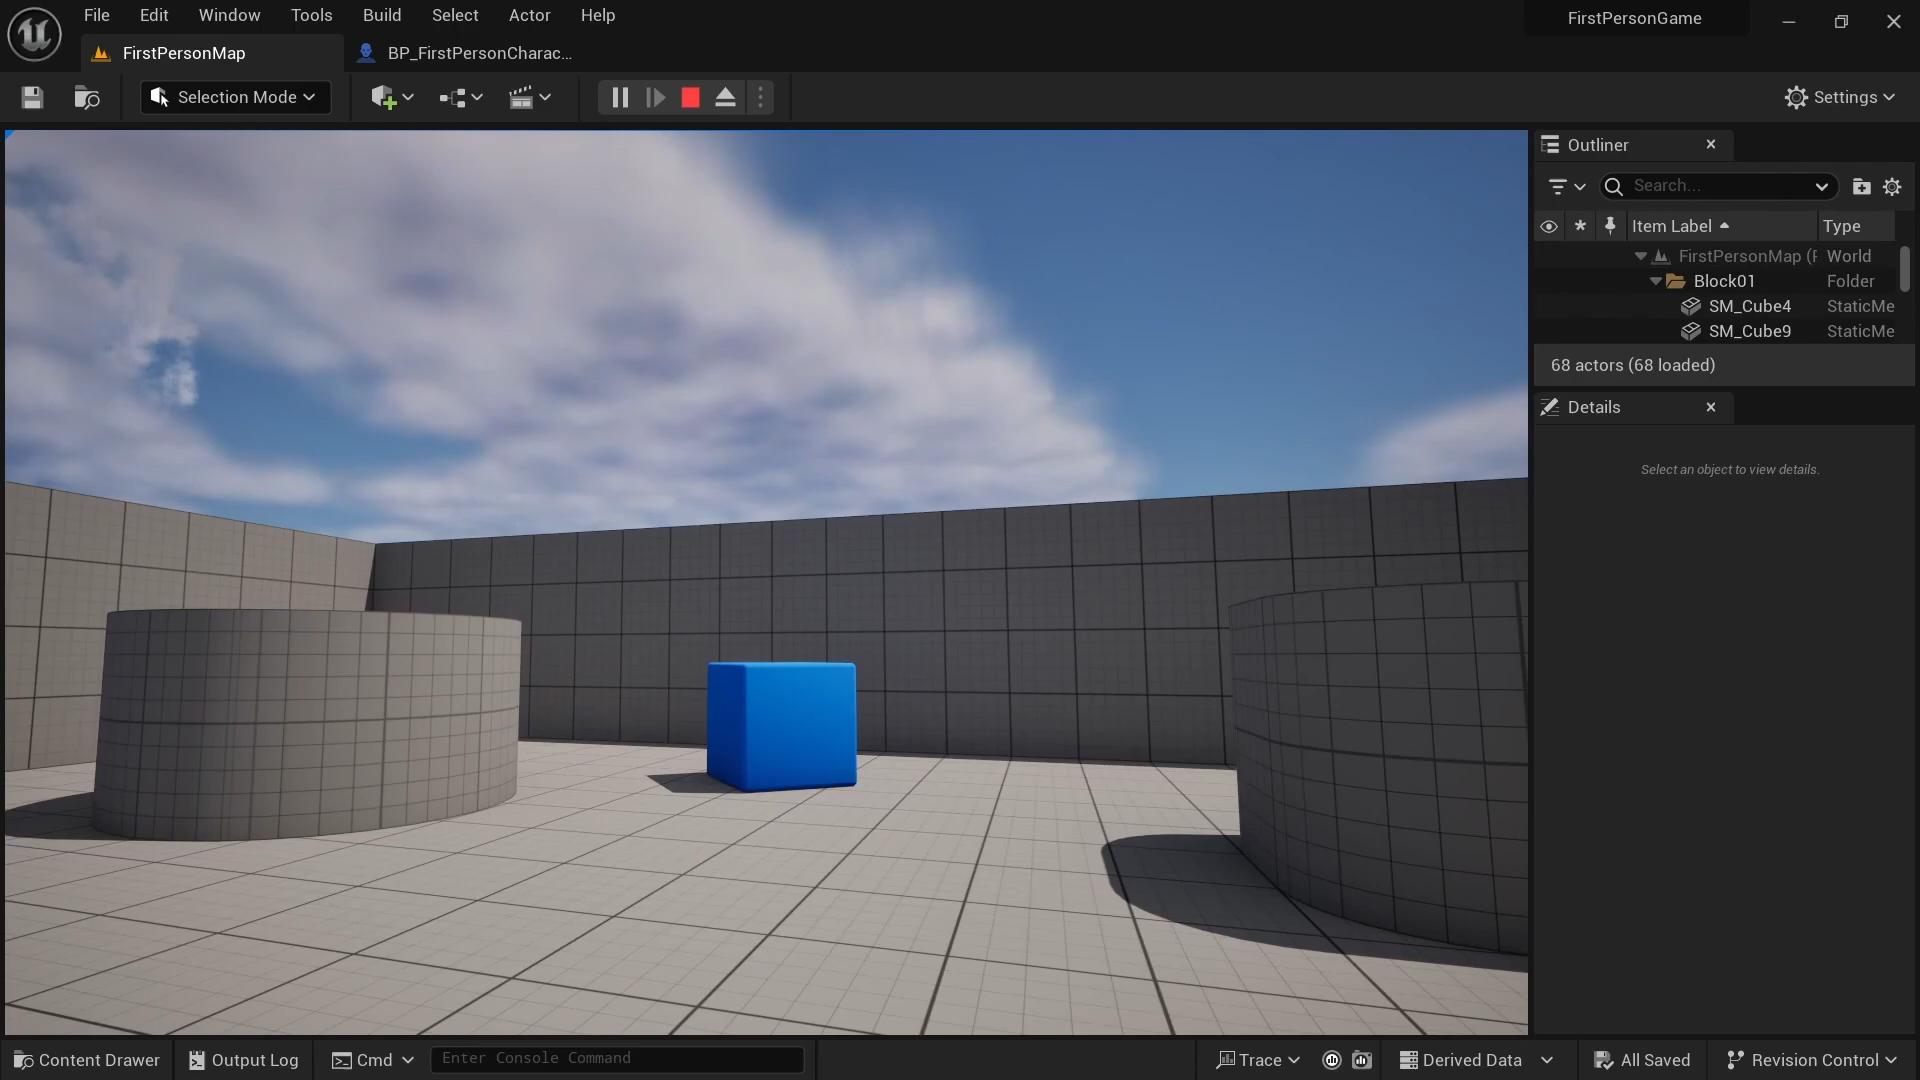 File Edit Window Tools Build Select Actor Help
FirstPersonGame
FirstPersonMap
BP_FirstPersonCharac...
Selection Mode
Settings
Outliner
Search...
Item Label Type
FirstPersonMap (F World
Block01 Folder
SM_Cube4 StaticMe
SM_Cube9 StaticMe
68 actors (68 loaded)
Details
Select an object to view details.
Content Drawer Output Log Cmd Enter Console Command Trace Derived Data All Saved Revision Control